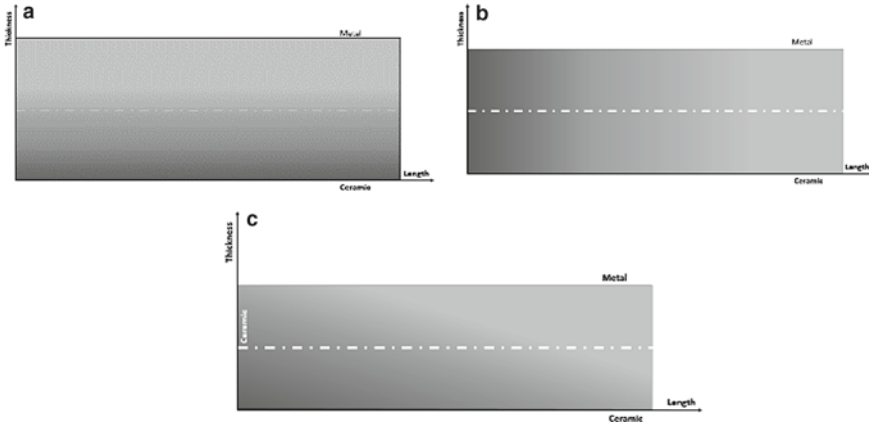 a
Thickness
Metal
Length
Ceramic
b
Thickness
Metal
Length
Ceramic
c
Thickness
Metal
Ceramic
Length
Ceramic